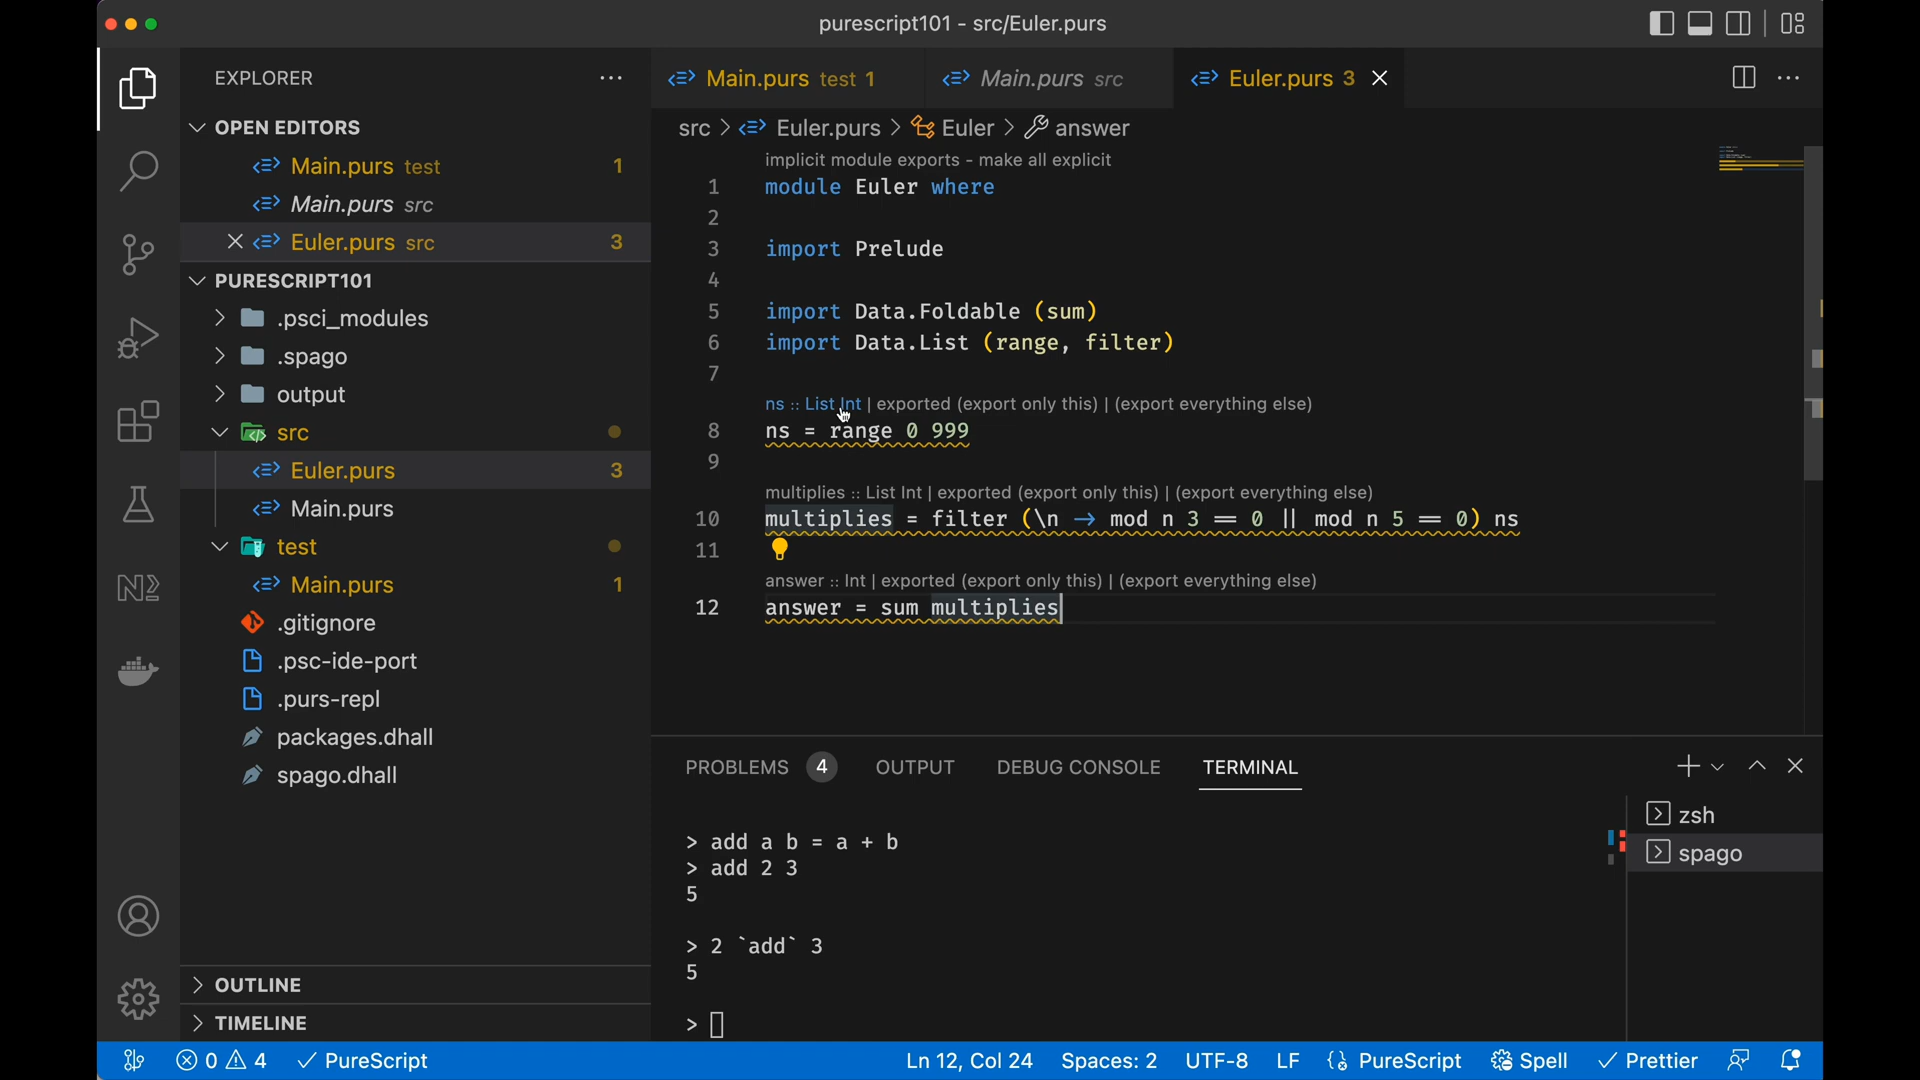 purescript101 - src/Euler.purs
EXPLORER
OPEN EDITORS
Main.purs test 1
Main.purs src
Euler.purs src 3
PURESCRIPT101
.psci_modules
.spago
output
src
Euler.purs 3
Main.purs
test
Main.purs 1
.gitignore
.psc-ide-port
.purs-repl
packages.dhall
spago.dhall
OUTLINE
TIMELINE
Main.purs test 1
Main.purs src
Euler.purs 3
src > Euler.purs > Euler > answer
implicit module exports - make all explicit
1 module Euler where
2
3 import Prelude
4
5 import Data.Foldable (sum)
6 import Data.List (range, filter)
7
ns :: List Int | exported (export only this) | (export everything else)
8 ns = range 0 999
9
multiplies :: List Int | exported (export only this) | (export everything else)
10 multiplies = filter (\n -> mod n 3 == 0 || mod n 5 == 0) ns
11
answer :: Int | exported (export only this) | (export everything else)
12 answer = sum multiplies
PROBLEMS 4 OUTPUT DEBUG CONSOLE TERMINAL
> add a b = a + b
> add 2 3
5
> 2 `add` 3
5
>
zsh
spago
0 4 PureScript
Ln 12, Col 24 Spaces: 2 UTF-8 LF PureScript Spell Prettier